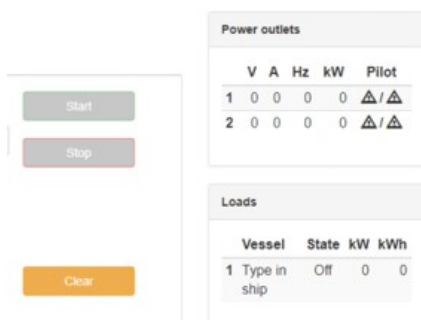 Start
Stop
Clear
Power outlets
V A Hz kW Pilot
1 0 0 0 0 /
2 0 0 0 0 /
Loads
Vessel State kW kWh
1 Type in Off 0 0
ship